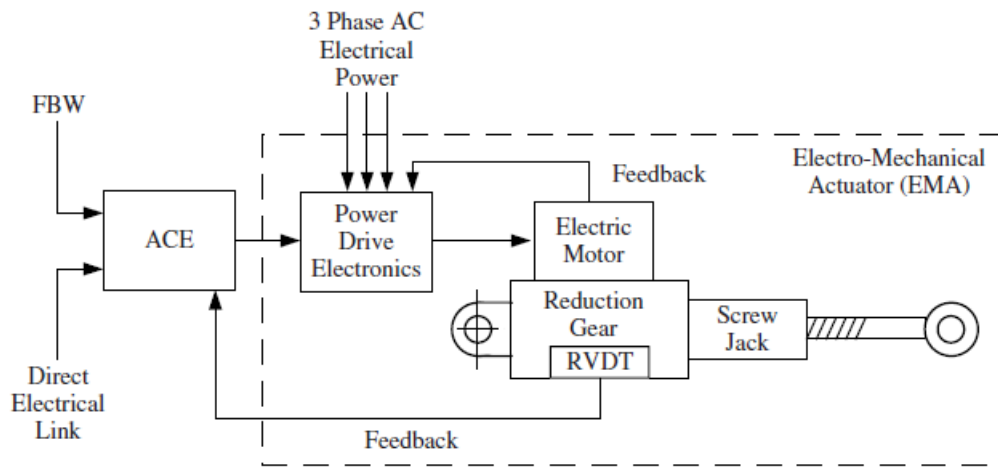 3 Phase AC
Electrical
Power
FBW
Electro-Mechanical
Actuator (EMA)
Feedback
ACE
Power
Drive
Electronics
Electric
Motor
Reduction
Gear
RVDT
Screw
Jack
Direct
Electrical
Link
Feedback